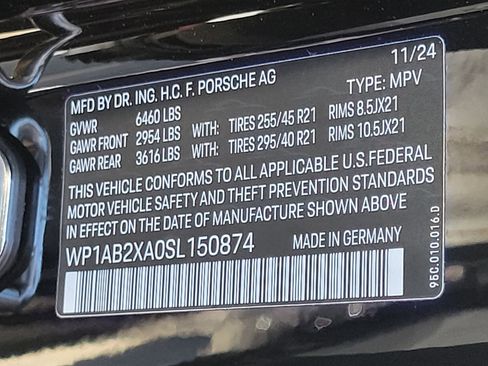 11/24
MFD BY DR. ING. H.C. F. PORSCHE AG
GVWR 6460 LBS TYPE: MPV
GAWR FRONT 2954 LBS WITH: TIRES 255/45 R21 RIMS 8.5JX21
GAWR REAR 3616 LBS WITH: TIRES 295/40 R21 RIMS 10.5JX21
THIS VEHICLE CONFORMS TO ALL APPLICABLE U.S.FEDERAL
MOTOR VEHICLE SAFETY AND THEFT PREVENTION STANDARDS
IN EFFECT ON THE DATE OF MANUFACTURE SHOWN ABOVE
WP1AB2XA0SL150874 MADE IN GERMANY
95C.010.016.D